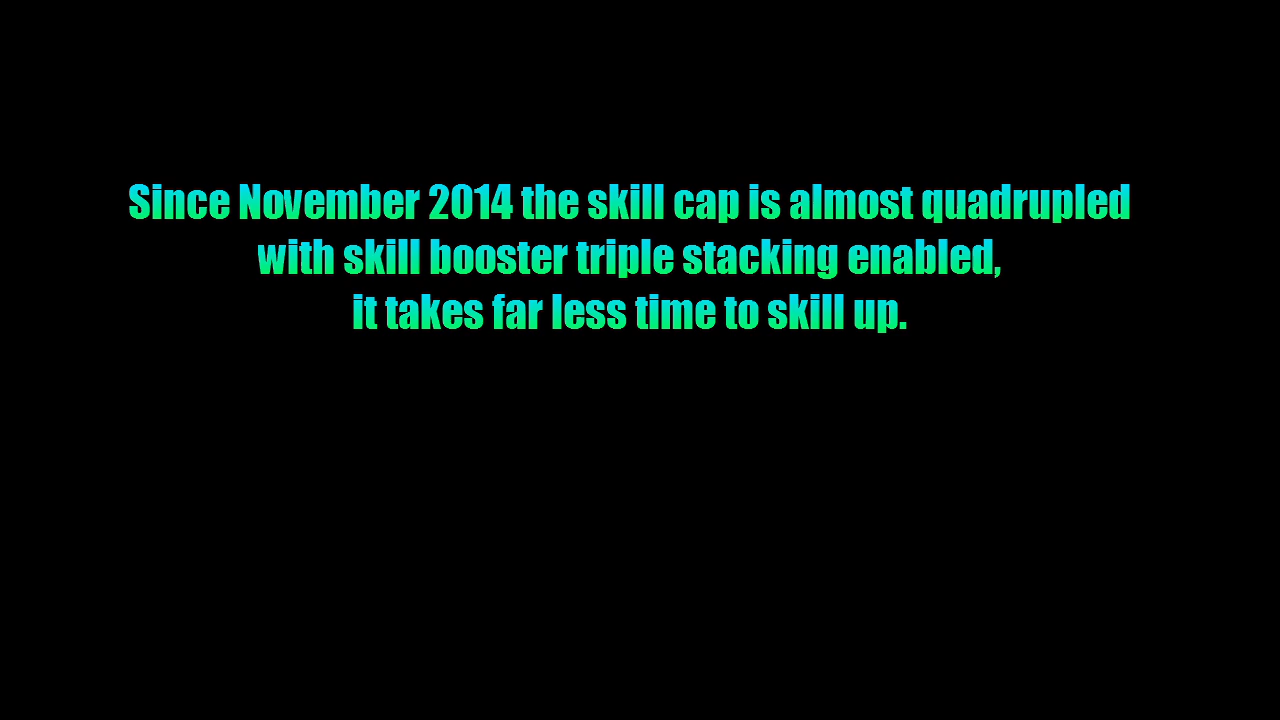 Since November 2014 the skill cap is almost quadrupled
with skill booster triple stacking enabled,
it takes far less time to skill up.